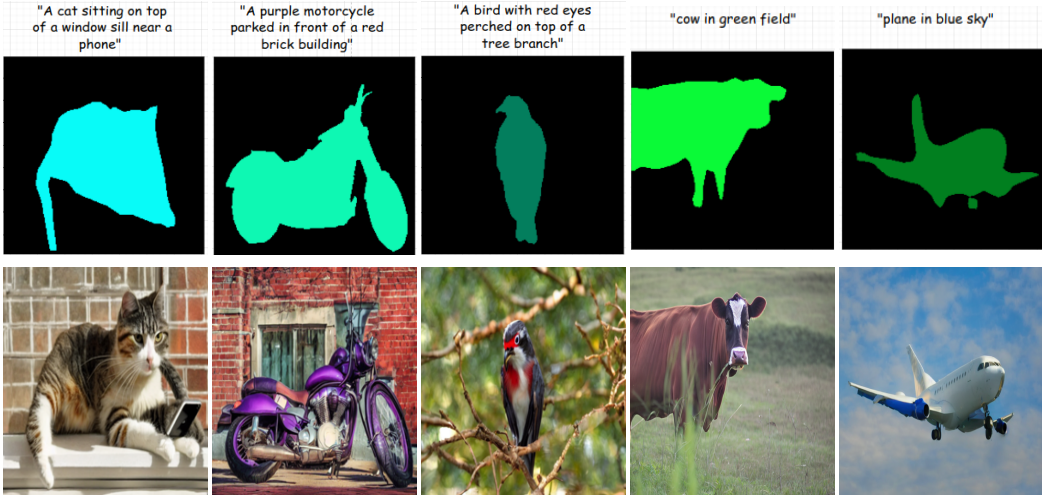 "A cat sitting on top
of a window sill near a
phone"
"A purple motorcycle
parked in front of a red
brick building"
"A bird with red eyes
perched on top of a
tree branch"
"cow in green field"
"plane in blue sky"